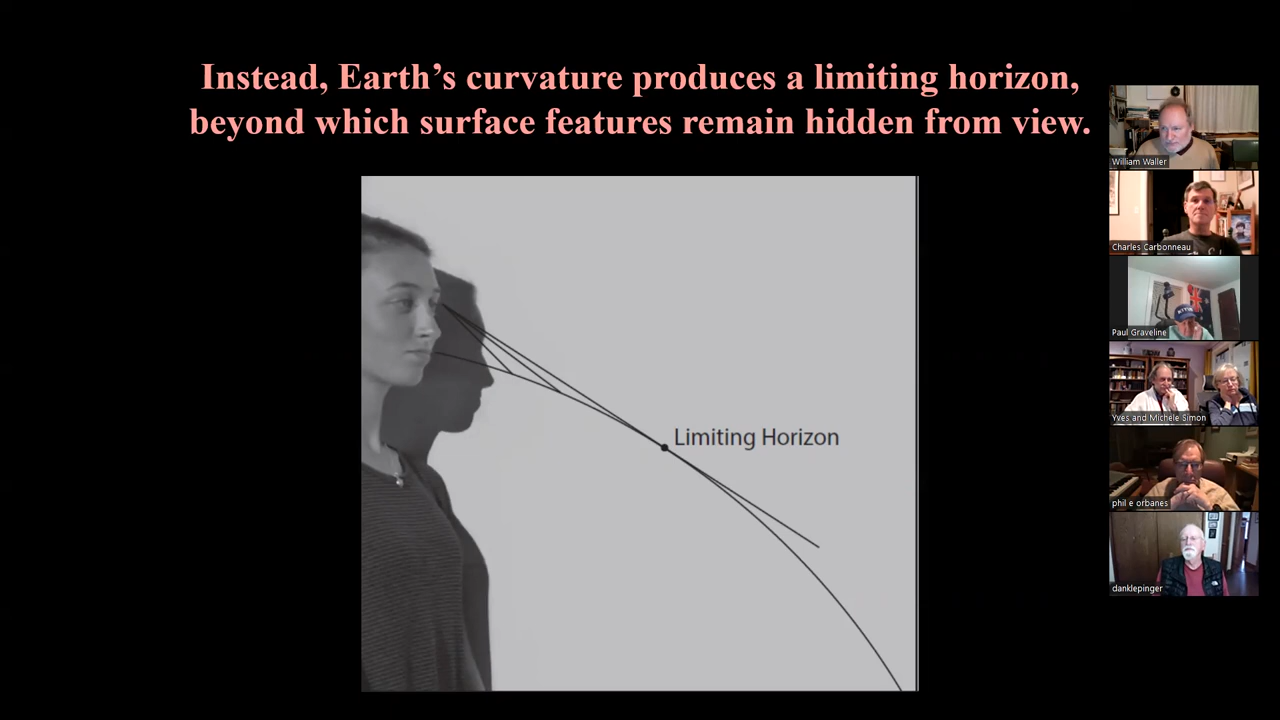 Instead, Earth’s curvature produces a limiting horizon,
beyond which surface features remain hidden from view.
Limiting Horizon
William Waller
Charles Carbonneau
Paul Graveline
Yves and Michèle Simon
phil e orbanes
danklepinger